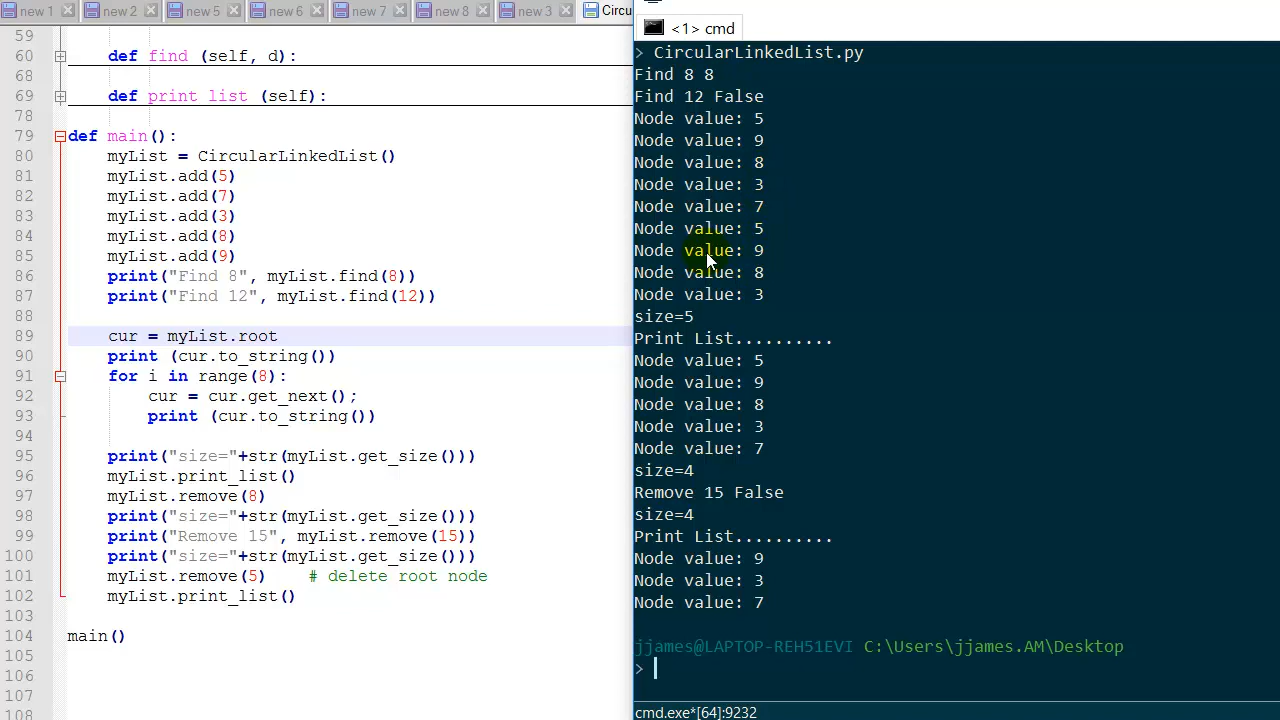 new 1 new 2 new 5 new 6 new 7 new 8 new 3 Circu
59
60 def find (self, d):
68
69 def print list (self):
78
79 def main():
80 myList = CircularLinkedList()
81 myList.add(5)
82 myList.add(7)
83 myList.add(3)
84 myList.add(8)
85 myList.add(9)
86 print("Find 8", myList.find(8))
87 print("Find 12", myList.find(12))
88
89 cur = myList.root
90 print (cur.to_string())
91 for i in range(8):
92 cur = cur.get_next();
93 print (cur.to_string())
94
95 print("size="+str(myList.get_size()))
96 myList.print_list()
97 myList.remove(8)
98 print("size="+str(myList.get_size()))
99 print("Remove 15", myList.remove(15))
100 print("size="+str(myList.get_size()))
101 myList.remove(5) # delete root node
102 myList.print_list()
103
104 main()
105
106
107
108
<1> cmd
> CircularLinkedList.py
Find 8 8
Find 12 False
Node value: 5
Node value: 9
Node value: 8
Node value: 3
Node value: 7
Node value: 5
Node value: 9
Node value: 8
Node value: 3
size=5
Print List..........
Node value: 5
Node value: 9
Node value: 8
Node value: 3
Node value: 7
size=4
Remove 15 False
size=4
Print List..........
Node value: 9
Node value: 3
Node value: 7
jjames@LAPTOP-REH51EVI C:\Users\jjames.AM\Desktop
>
cmd.exe*[64]:9232